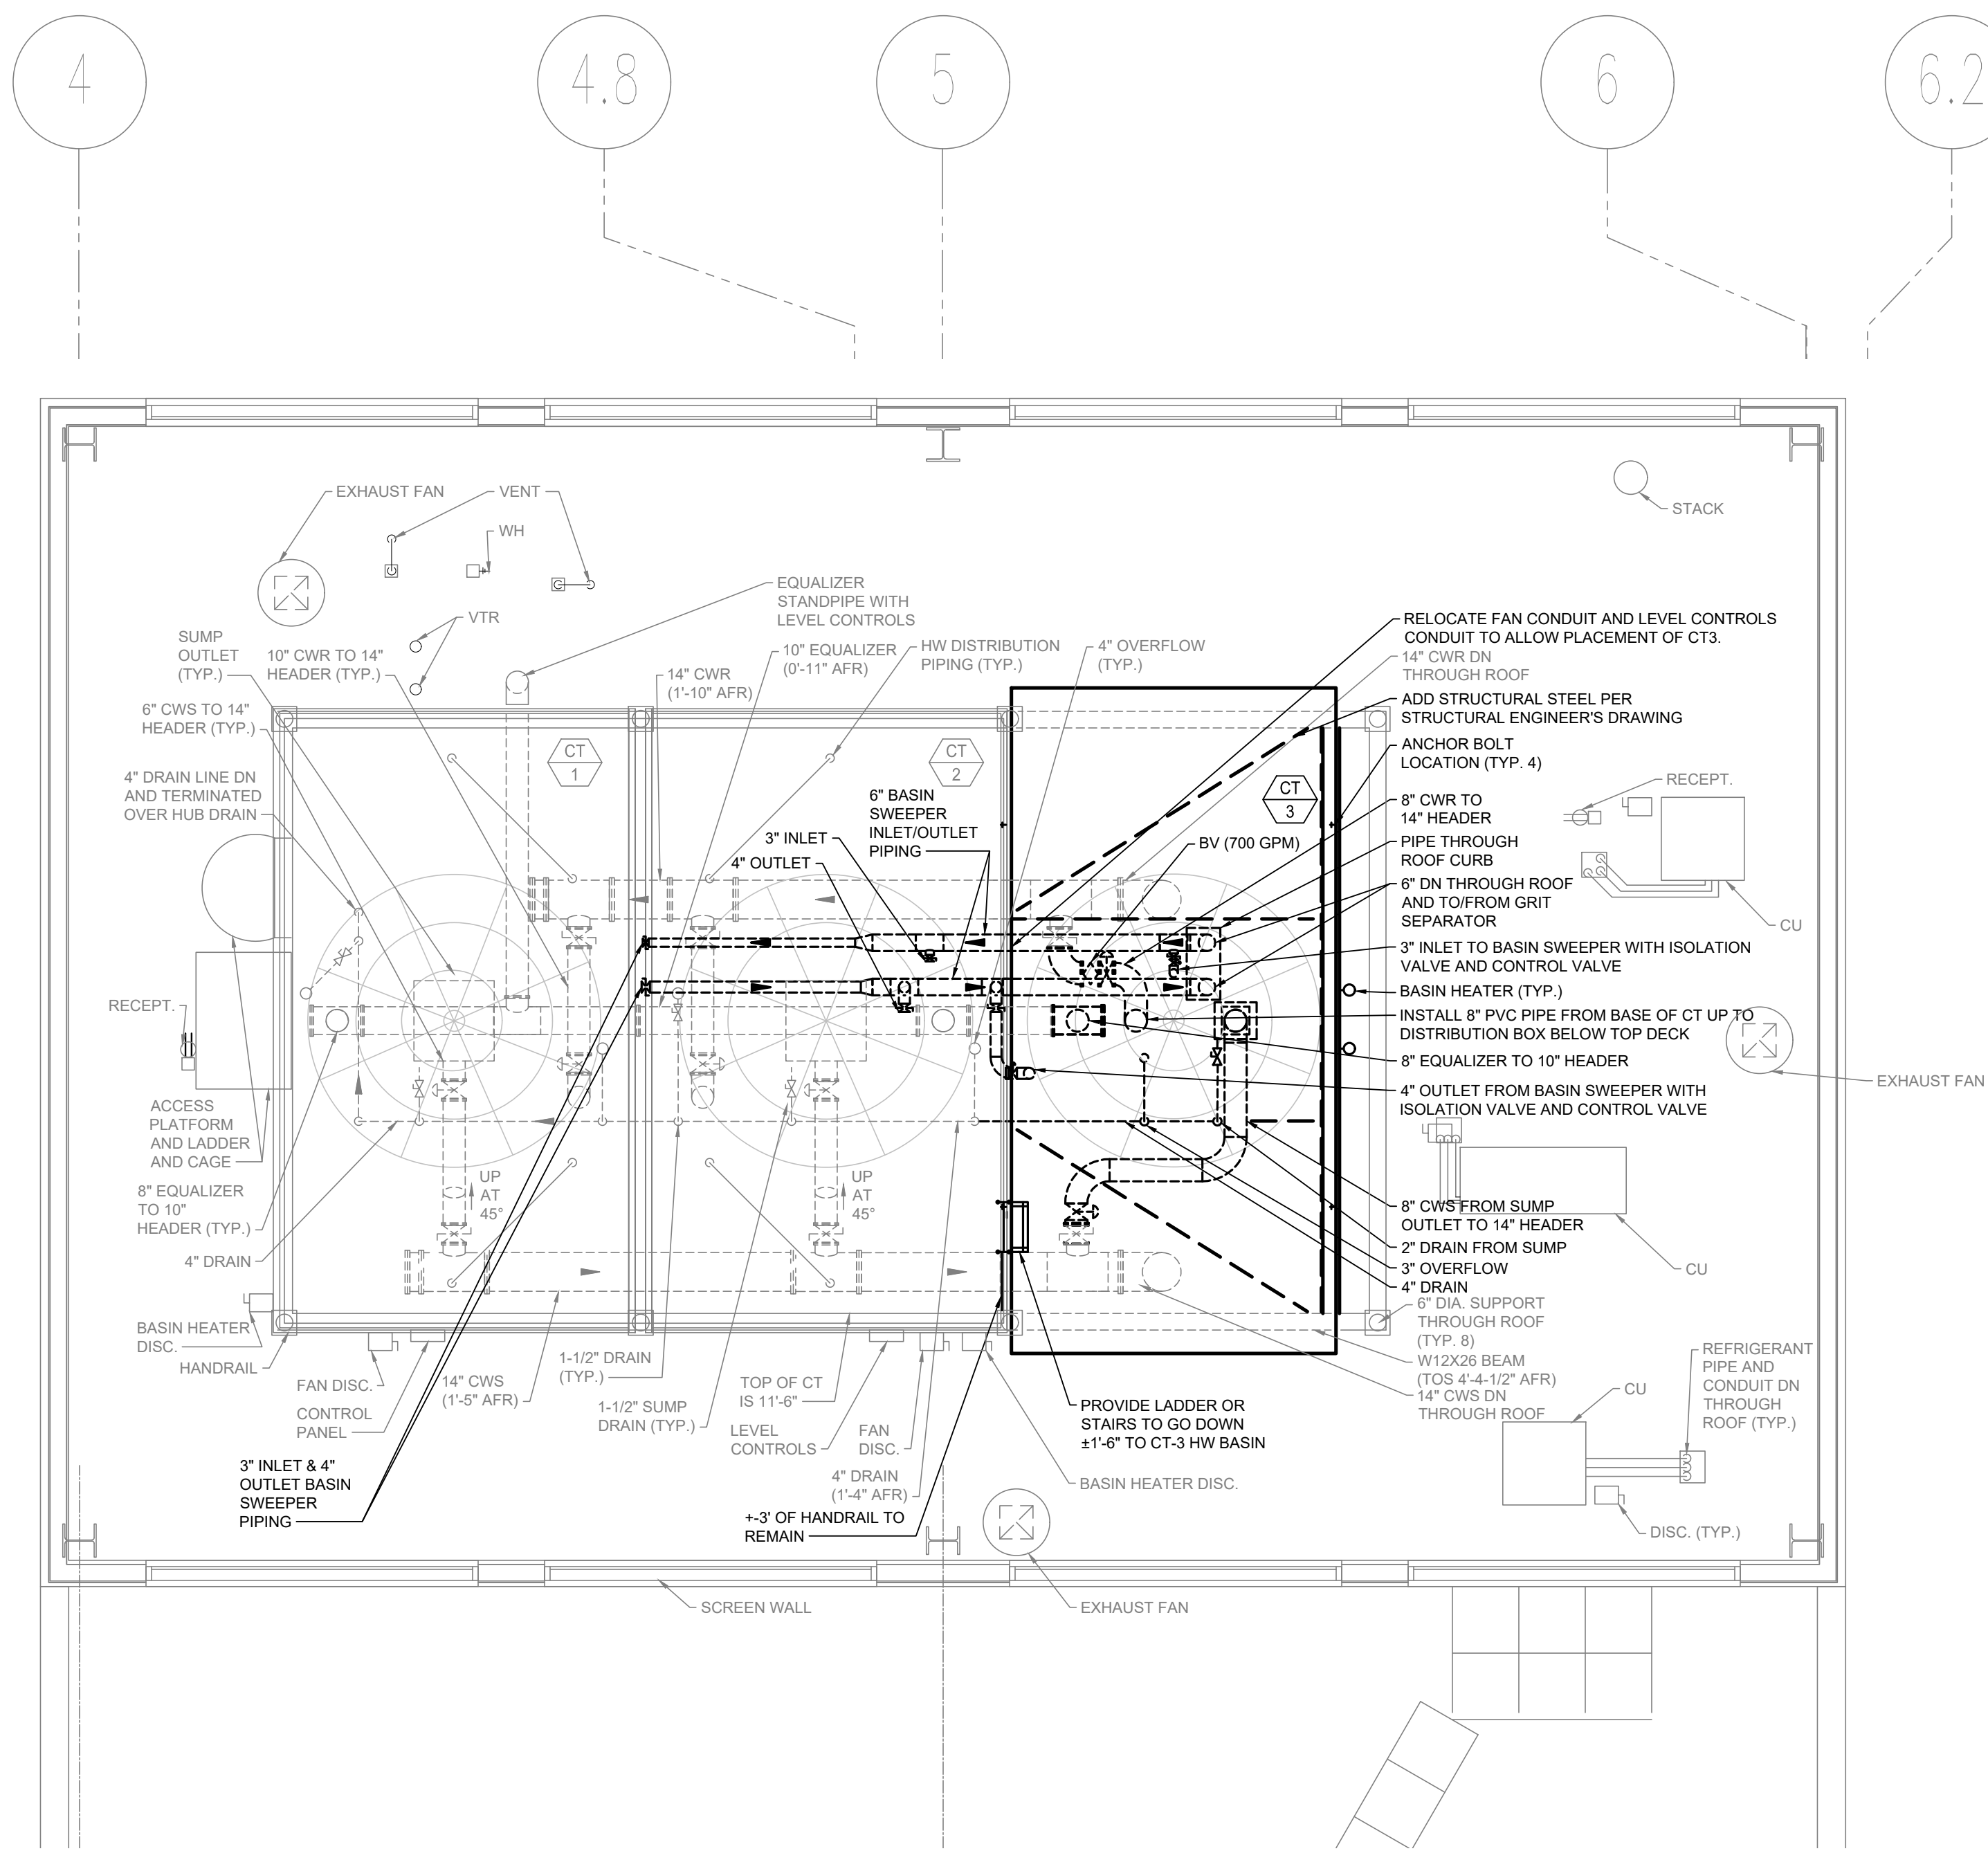 4
4.8
5
6
6.2
EXHAUST FAN
VENT
WH
STACK
VTR
EQUALIZER
STANDPIPE WITH
LEVEL CONTROLS
SUMP
OUTLET
(TYP.)
10" CWR TO 14"
HEADER (TYP.)
14" CWR
(1'-10" AFR)
10" EQUALIZER
(0'-11" AFR)
HW DISTRIBUTION
PIPING (TYP.)
4" OVERFLOW
(TYP.)
RELOCATE FAN CONDUIT AND LEVEL CONTROLS
CONDUIT TO ALLOW PLACEMENT OF CT3.
14" CWR DN
THROUGH ROOF
ADD STRUCTURAL STEEL PER
STRUCTURAL ENGINEER'S DRAWING
ANCHOR BOLT
LOCATION (TYP. 4)
6" CWS TO 14"
HEADER (TYP.)
CT
1
CT
2
CT
3
4" DRAIN LINE DN
AND TERMINATED
OVER HUB DRAIN
6" BASIN
SWEEPER
INLET/OUTLET
PIPING
3" INLET
4" OUTLET
BV (700 GPM)
8" CWR TO
14" HEADER
PIPE THROUGH
ROOF CURB
6" DN THROUGH ROOF
AND TO/FROM GRIT
SEPARATOR
3" INLET TO BASIN SWEEPER WITH ISOLATION
VALVE AND CONTROL VALVE
BASIN HEATER (TYP.)
INSTALL 8" PVC PIPE FROM BASE OF CT UP TO
DISTRIBUTION BOX BELOW TOP DECK
8" EQUALIZER TO 10" HEADER
4" OUTLET FROM BASIN SWEEPER WITH
ISOLATION VALVE AND CONTROL VALVE
RECEPT.
CU
EXHAUST FAN
RECEPT.
ACCESS
PLATFORM
AND LADDER
AND CAGE
8" EQUALIZER
TO 10"
HEADER (TYP.)
4" DRAIN
UP
AT
45°
UP
AT
45°
8" CWS FROM SUMP
OUTLET TO 14" HEADER
2" DRAIN FROM SUMP
3" OVERFLOW
4" DRAIN
6" DIA. SUPPORT
THROUGH ROOF
(TYP. 8)
W12X26 BEAM
(TOS 4'-4-1/2" AFR)
14" CWS DN
THROUGH ROOF
CU
CU
REFRIGERANT
PIPE AND
CONDUIT DN
THROUGH
ROOF (TYP.)
DISC. (TYP.)
BASIN HEATER
DISC.
HANDRAIL
FAN DISC.
CONTROL
PANEL
14" CWS
(1'-5" AFR)
1-1/2" DRAIN
(TYP.)
1-1/2" SUMP
DRAIN (TYP.)
TOP OF CT
IS 11'-6"
LEVEL
CONTROLS
FAN
DISC.
4" DRAIN
(1'-4" AFR)
PROVIDE LADDER OR
STAIRS TO GO DOWN
±1'-6" TO CT-3 HW BASIN
BASIN HEATER DISC.
3" INLET & 4"
OUTLET BASIN
SWEEPER
PIPING
+-3' OF HANDRAIL TO
REMAIN
SCREEN WALL
EXHAUST FAN